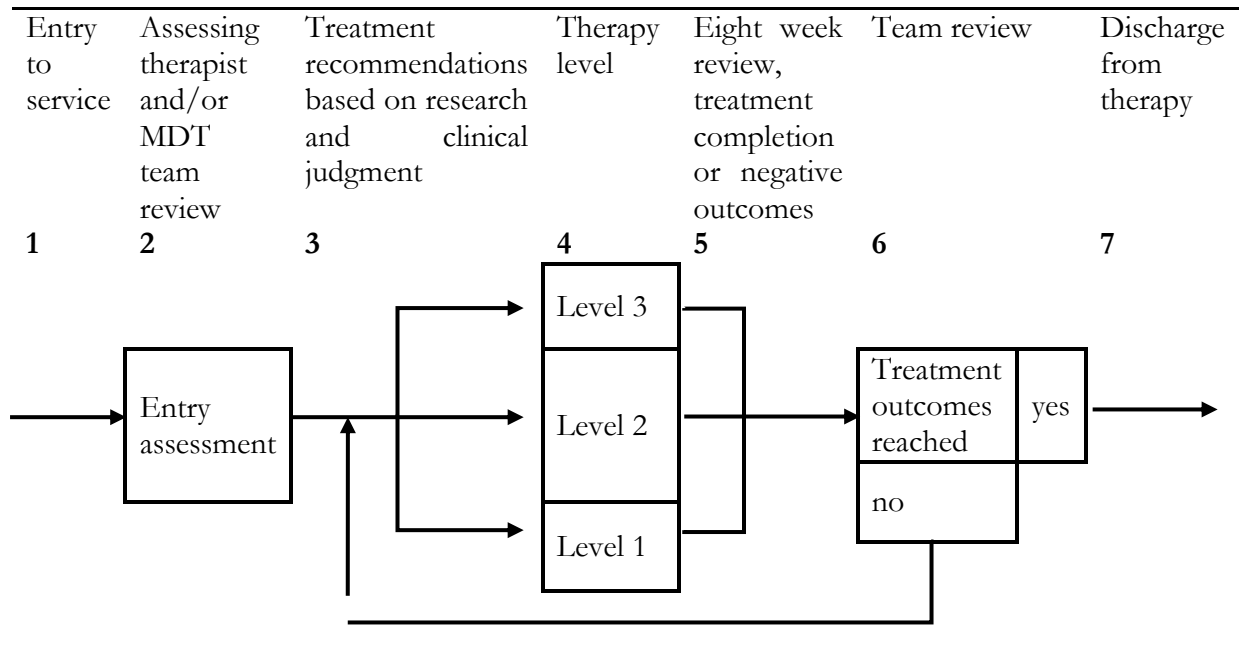 Entry
to
service
Assessing
therapist
and/or
MDT
team
review
Treatment
recommendations
based on research
and clinical
judgment
Therapy
level
Eight week
review,
treatment
completion
or negative
outcomes
Team review
Discharge
from
therapy
1 2 3 4 5 6 7
Level 3
Entry
assessment
Level 2
Level 1
Treatment
outcomes
reached
yes
no